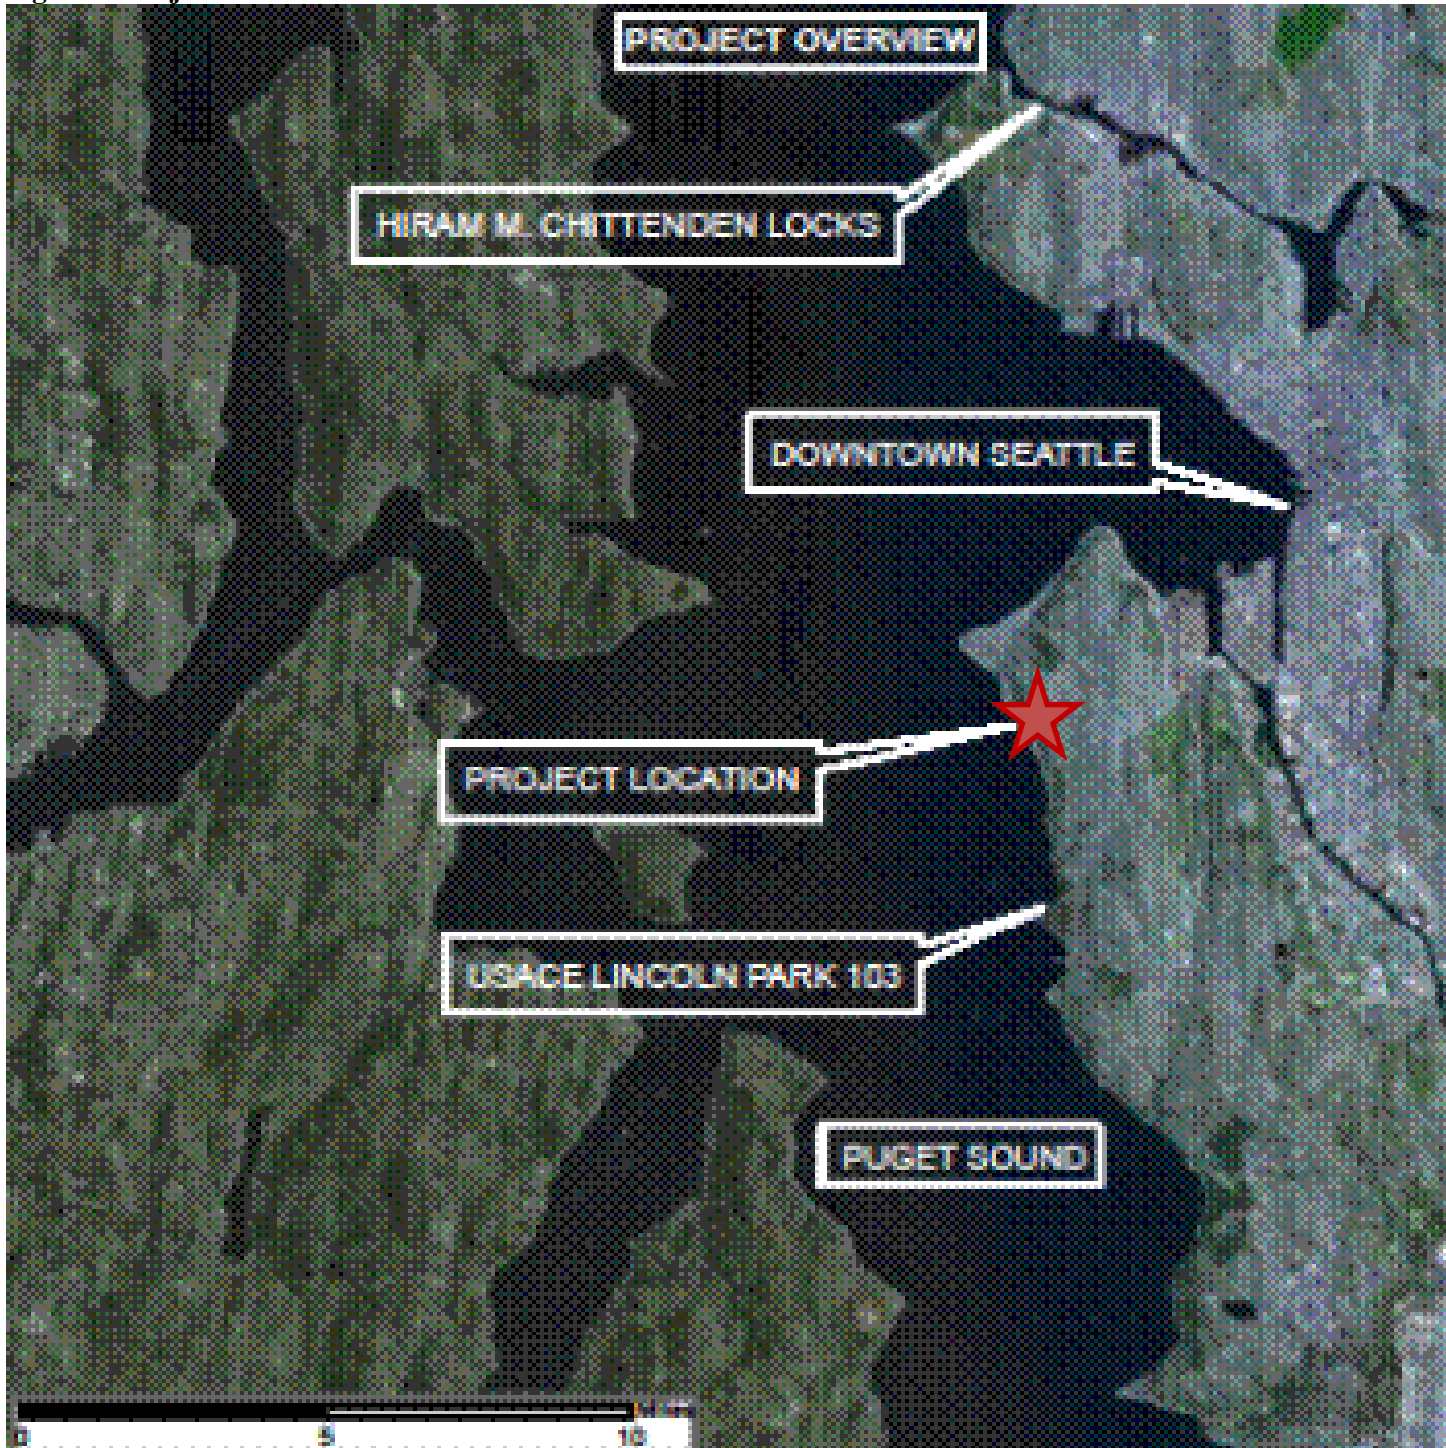 PROJECT OVERVIEW
HIRAM M. CHITTENDEN LOCKS
DOWNTOWN SEATTLE
PROJECT LOCATION
USACE LINCOLN PARK 103
PUGET SOUND
0 5 10